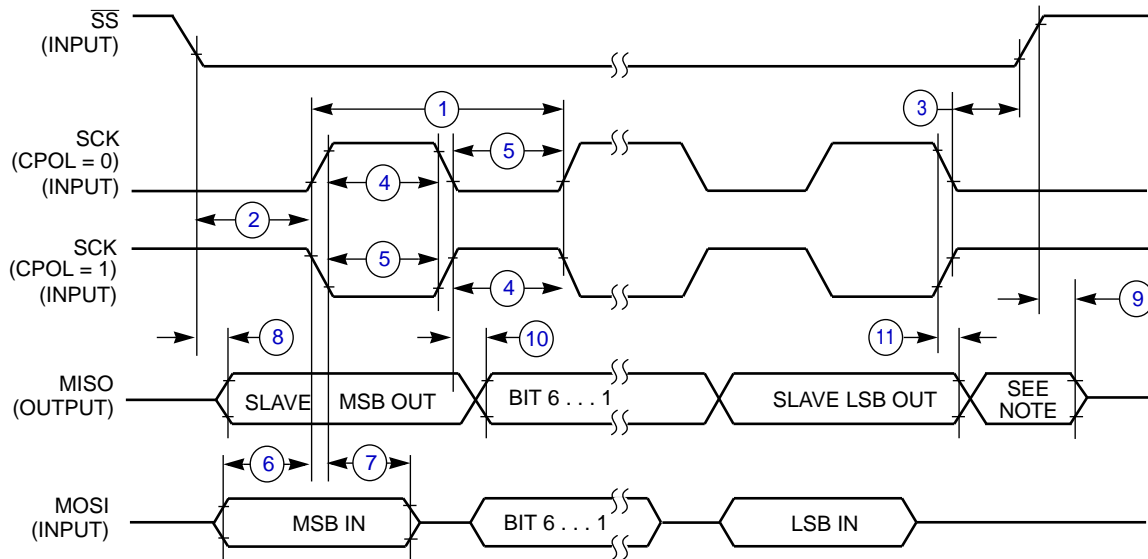 SS
(INPUT)
1
3
SCK
(CPOL = 0)
(INPUT)
5
4
2
SCK
(CPOL = 1)
(INPUT)
5
4
9
8
10
11
MISO
(OUTPUT)
SLAVE MSB OUT
BIT 6 . . . 1
SLAVE LSB OUT
SEE
NOTE
6
7
MOSI
(INPUT)
MSB IN
BIT 6 . . . 1
LSB IN